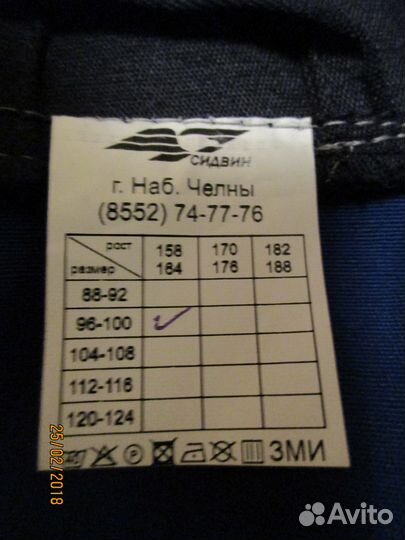 СИДВИН
г. Наб. Челны
(8552) 74-77-76
рост 158 170 182
размер 164 176 188
88-92
96-100
104-108
112-116
120-124
P ЗМИ
25/02/2018
Avito